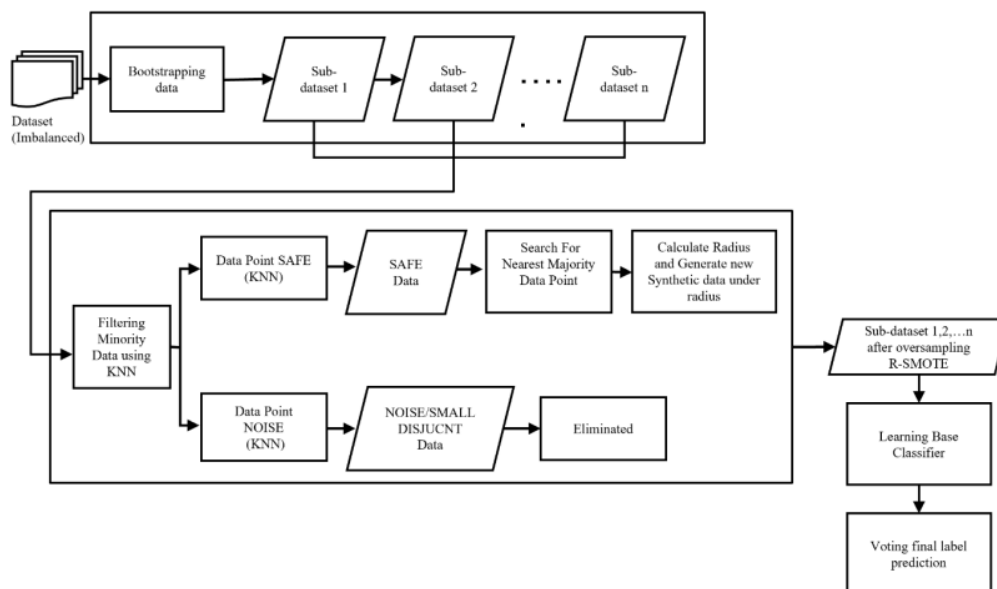 Dataset
(Imbalanced)
Bootstrapping
data
Sub-
dataset 1
Sub-
dataset 2
. . . .
.
Sub-
dataset n
Filtering
Minority
Data using
KNN
Data Point SAFE
(KNN)
SAFE
Data
Search For
Nearest Majority
Data Point
Calculate Radius
and Generate new
Synthetic data under
radius
Data Point
NOISE
(KNN)
NOISE/SMALL
DISJUCNT
Data
Eliminated
Sub-dataset 1,2,…n
after oversampling
R-SMOTE
Learning Base
Classifier
Voting final label
prediction